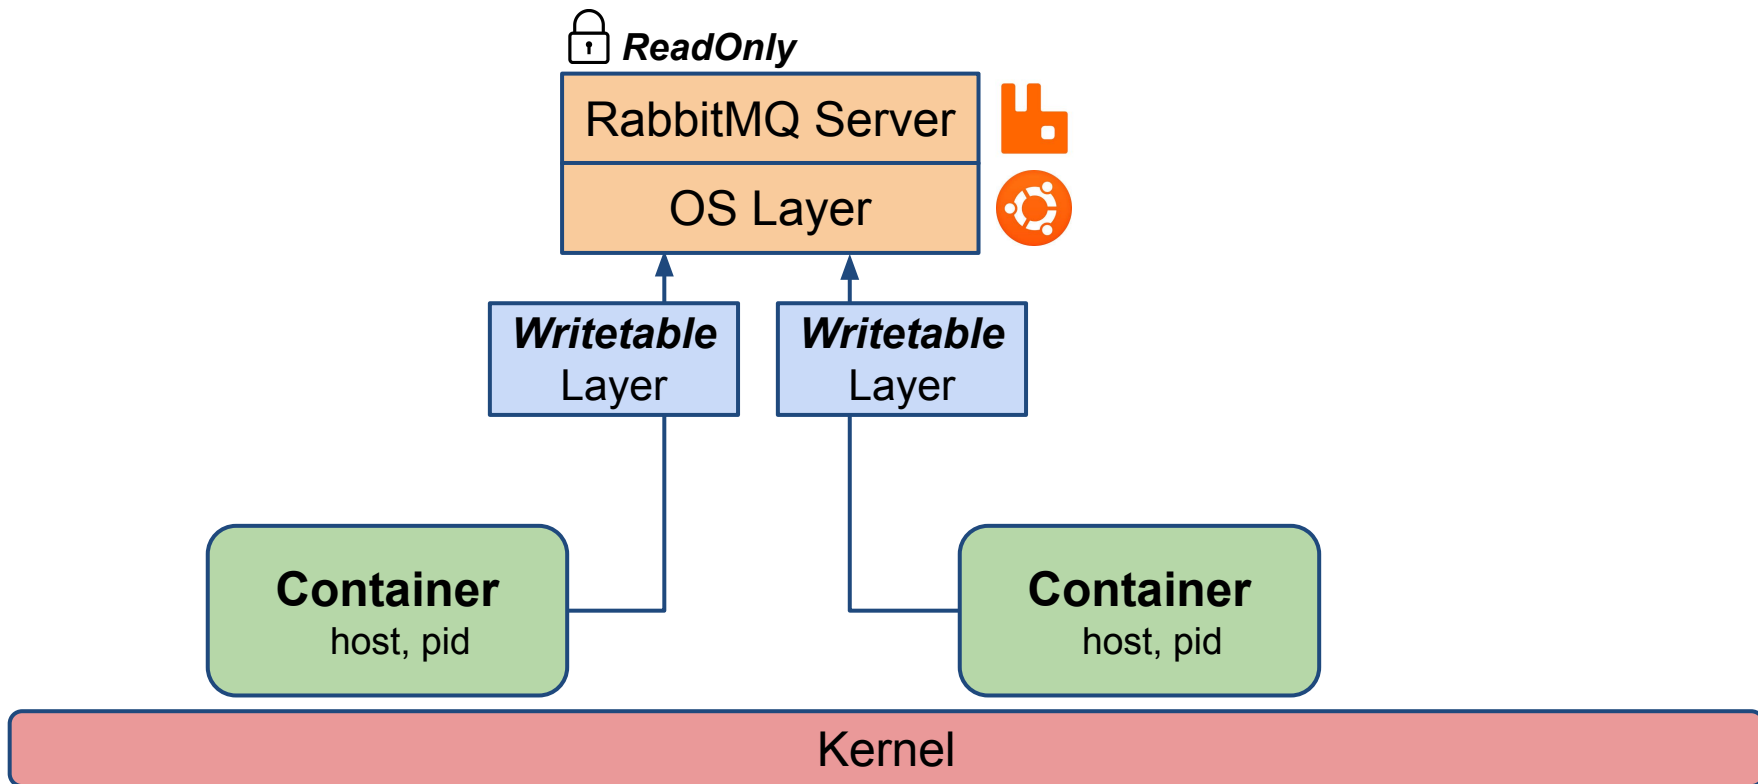 ReadOnly
RabbitMQ Server
OS Layer
Writetable
Layer
Writetable
Layer
Container
host, pid
Container
host, pid
Kernel